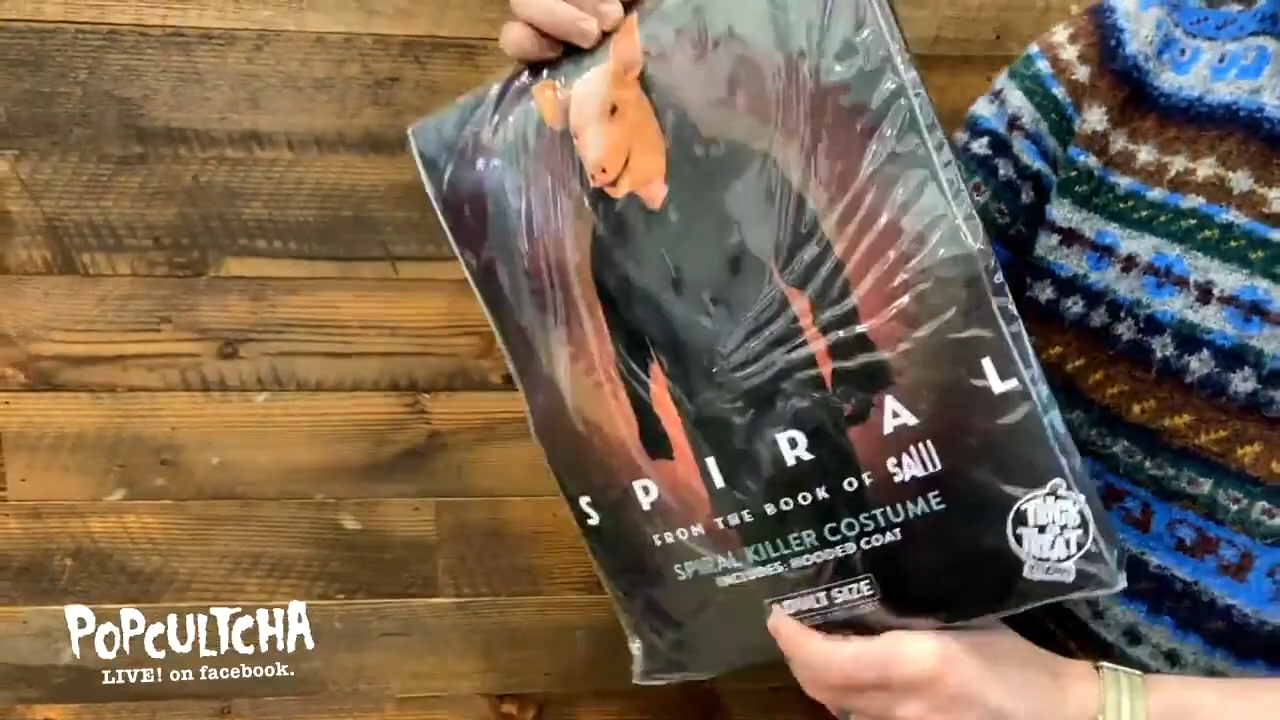 SPIRAL
FROM THE BOOK OF SAW
SPIRAL KILLER COSTUME
INCLUDES: HOODED COAT
ADULT SIZE
TRICK
OR
TREAT
STUDIOS
POPCULTCHA
LIVE! on facebook.